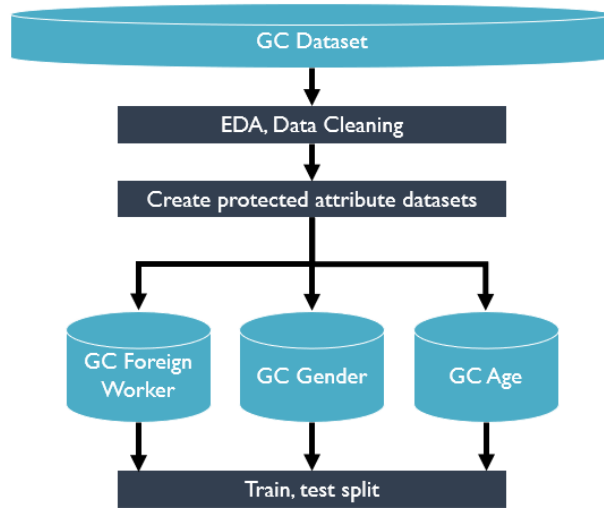 GC Dataset
EDA, Data Cleaning
Create protected attribute datasets
GC Foreign
Worker
GC Gender
GC Age
Train, test split